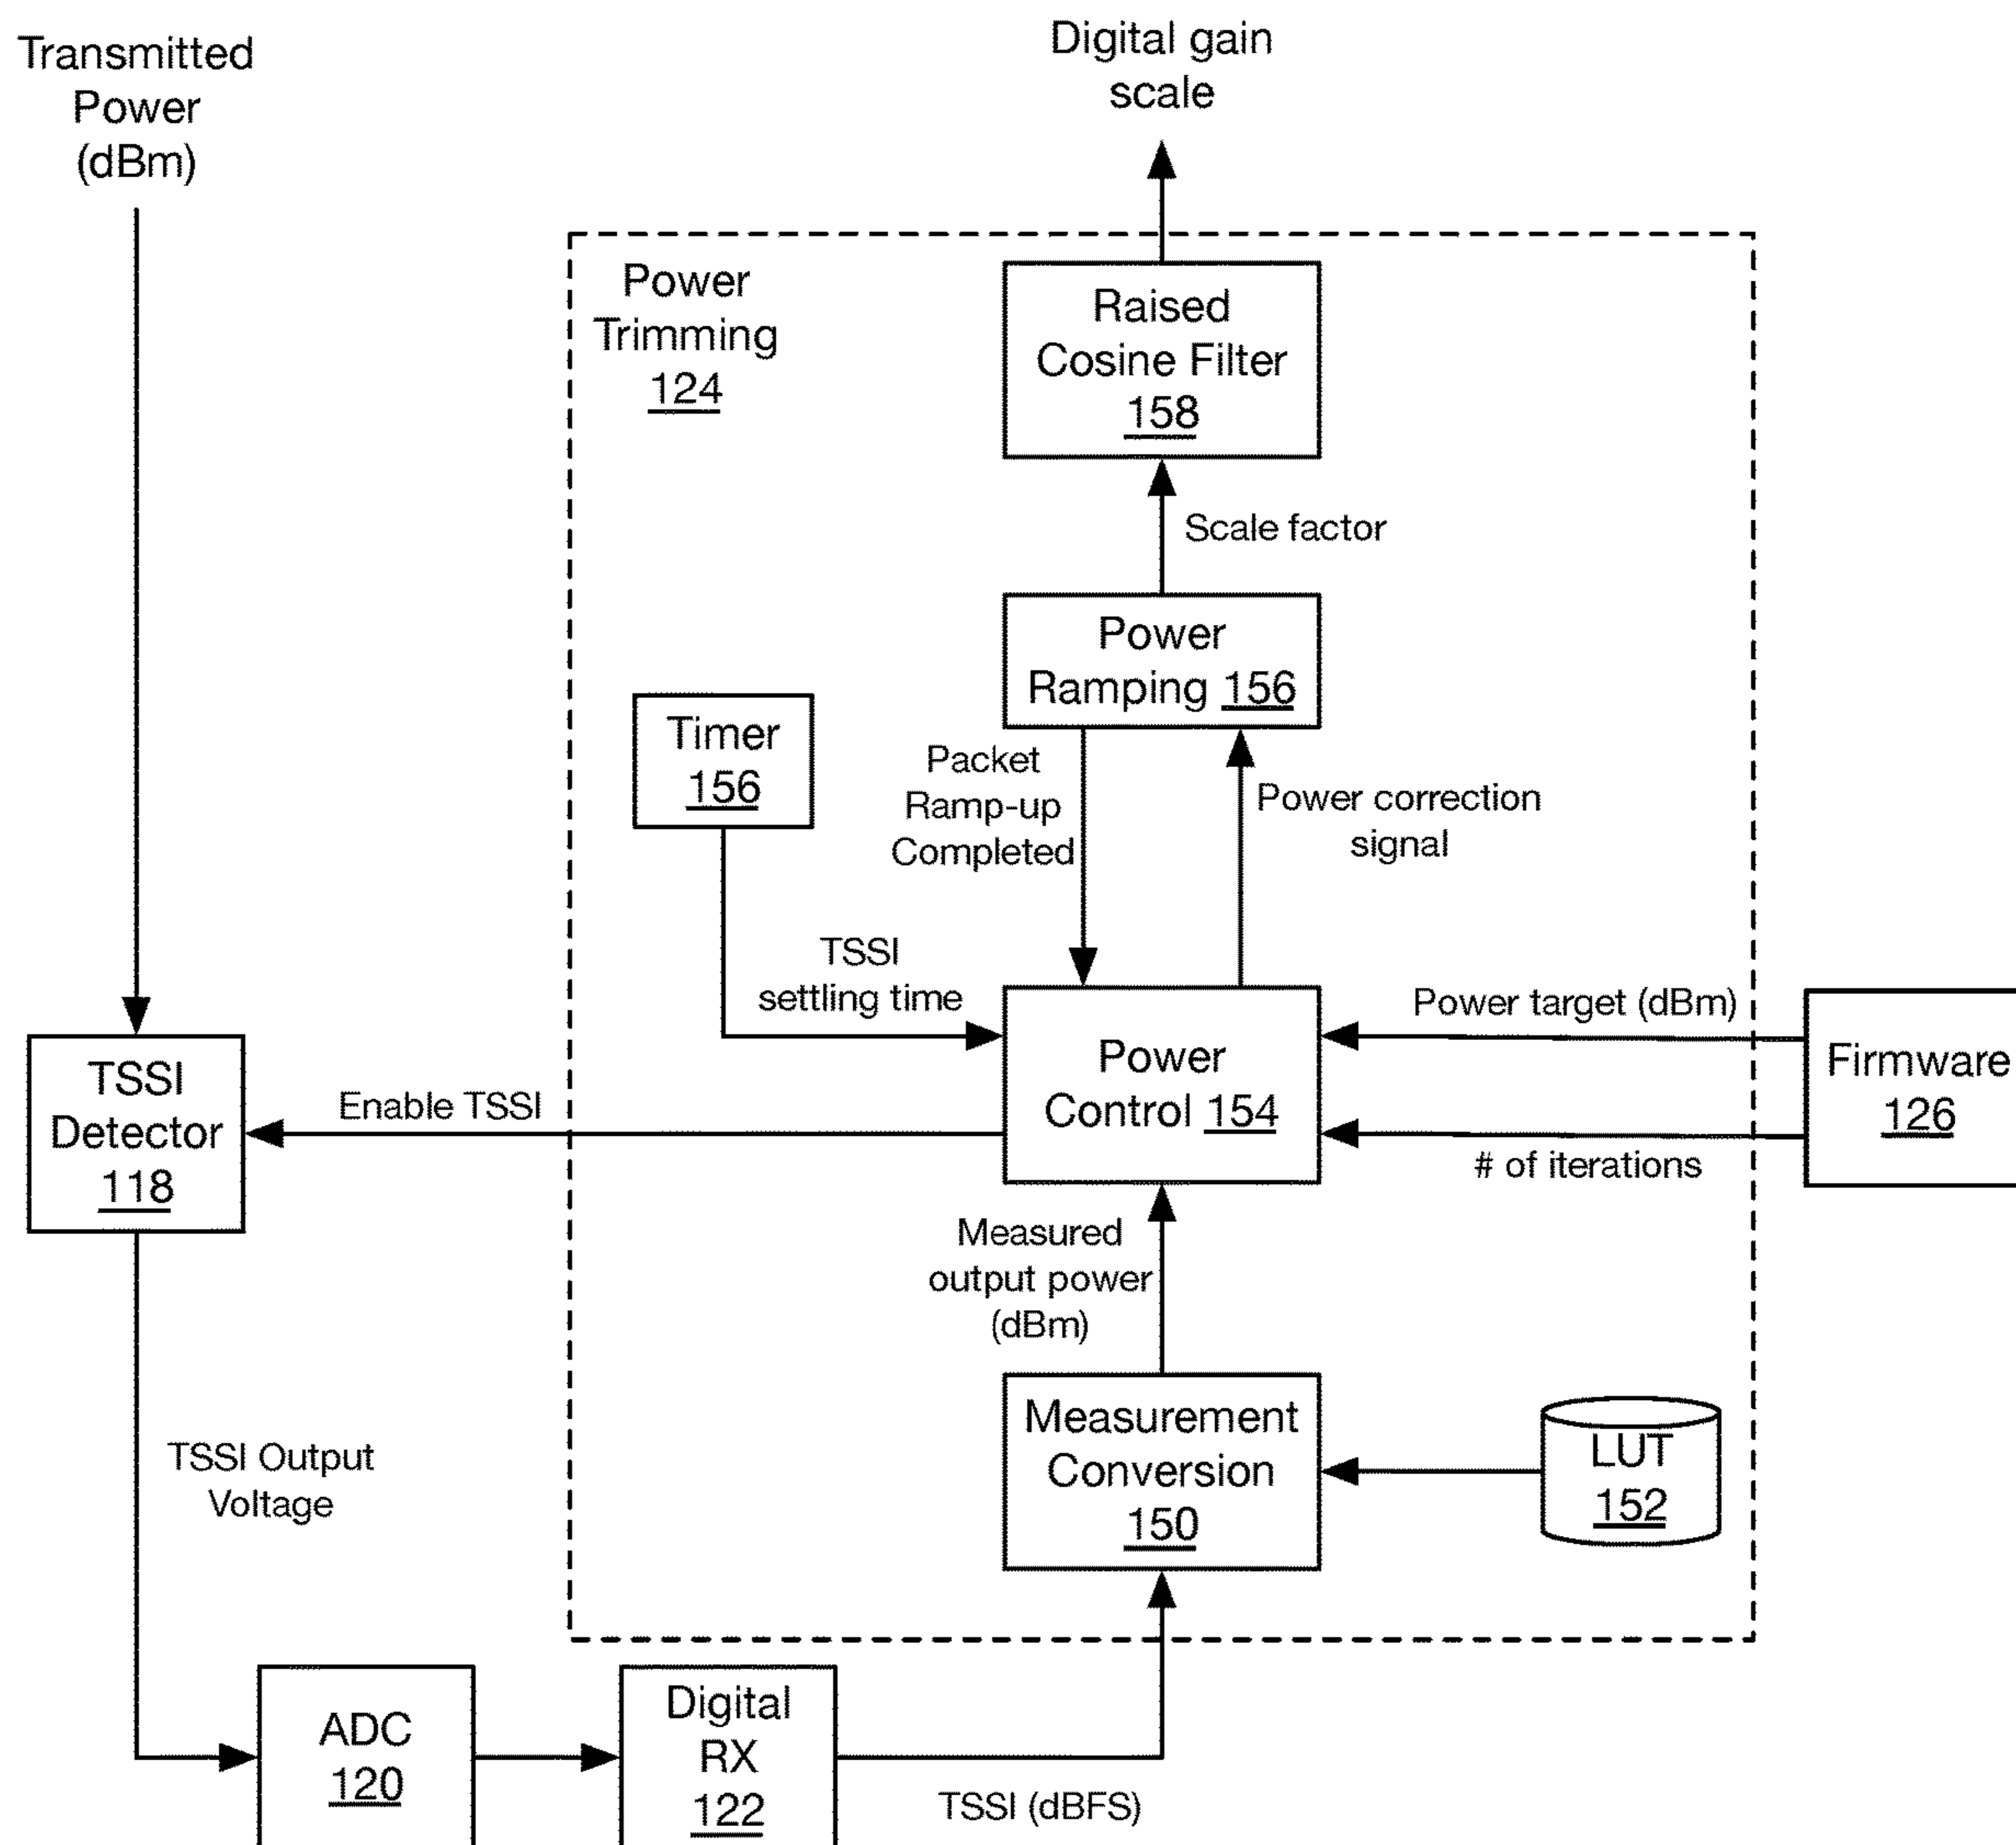 Transmitted
Power
(dBm)
Digital gain
scale
Power
Trimming
124
Raised
Cosine Filter
158
Scale factor
Power
Ramping 156
Timer
156
Packet
Ramp-up
Completed
Power correction
signal
TSSI
settling time
Power target (dBm)
Power
Control 154
Firmware
126
TSSI
Detector
118
Enable TSSI
# of iterations
Measured
output power
(dBm)
Measurement
Conversion
150
LUT
152
TSSI Output
Voltage
ADC
120
Digital
RX
122
TSSI (dBFS)